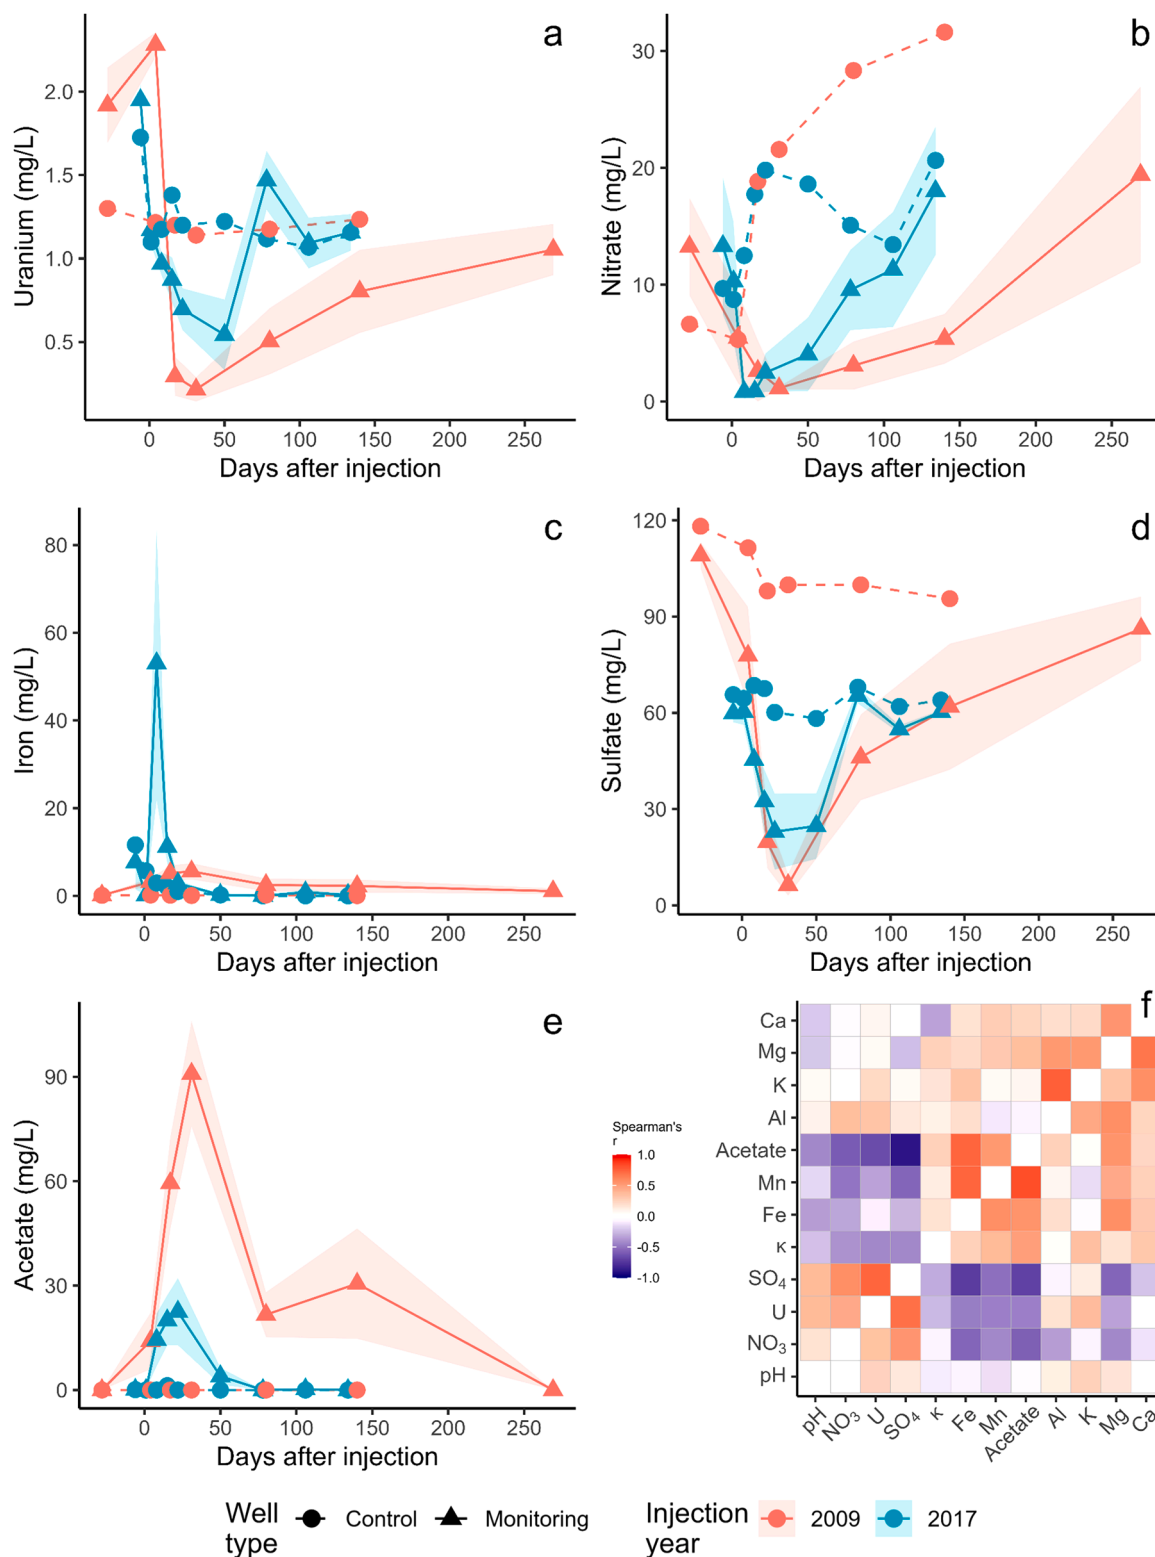 a
Uranium (mg/L)
2.0
1.5
1.0
0.5
0 50 100 150 200 250
Days after injection
b
Nitrate (mg/L)
30
20
10
0
0 50 100 150 200 250
Days after injection
c
Iron (mg/L)
80
60
40
20
0
0 50 100 150 200 250
Days after injection
d
Sulfate (mg/L)
120
90
60
30
0
0 50 100 150 200 250
Days after injection
e
Acetate (mg/L)
90
60
30
0
0 50 100 150 200 250
Days after injection
f
Spearman's
r
1.0
0.5
0.0
-0.5
-1.0
Ca
Mg
K
Al
Acetate
Mn
Fe
κ
SO₄
U
NO₃
pH
pH NO₃ U SO₄ κ Fe Mn Acetate Al K Mg Ca
Well
type
Control
Monitoring
Injection
year
2009
2017